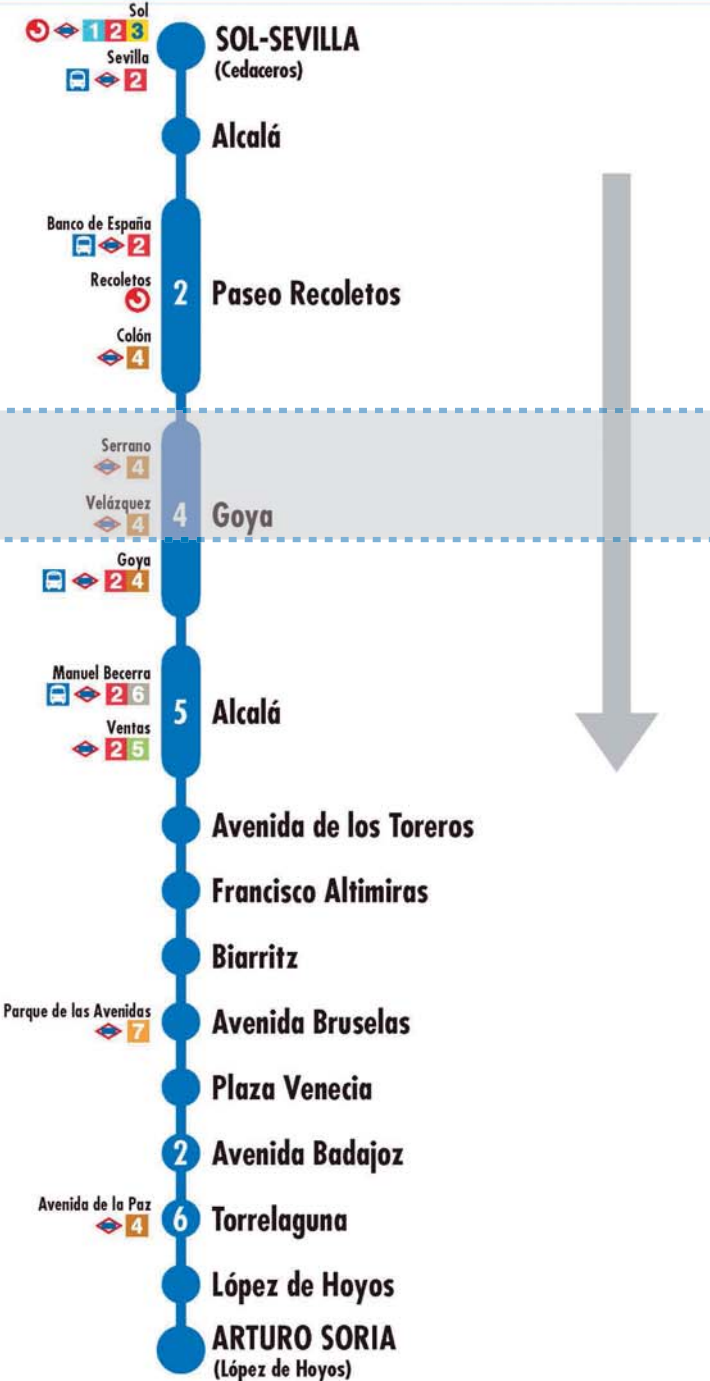 Sol
1 2 3
SOL-SEVILLA
(Cedaceros)
Sevilla
2
Alcalá
Banco de España
2
Recoletos
2 Paseo Recoletos
Colón
4
Serrano
4
Velázquez
4
4 Goya
Goya
2 4
Manuel Becerra
2 6
5 Alcalá
Ventas
2 5
Avenida de los Toreros
Francisco Altimiras
Biarritz
Parque de las Avenidas
7
Avenida Bruselas
Plaza Venecia
2 Avenida Badajoz
Avenida de la Paz
4
6 Torrelaguna
López de Hoyos
ARTURO SORIA
(López de Hoyos)